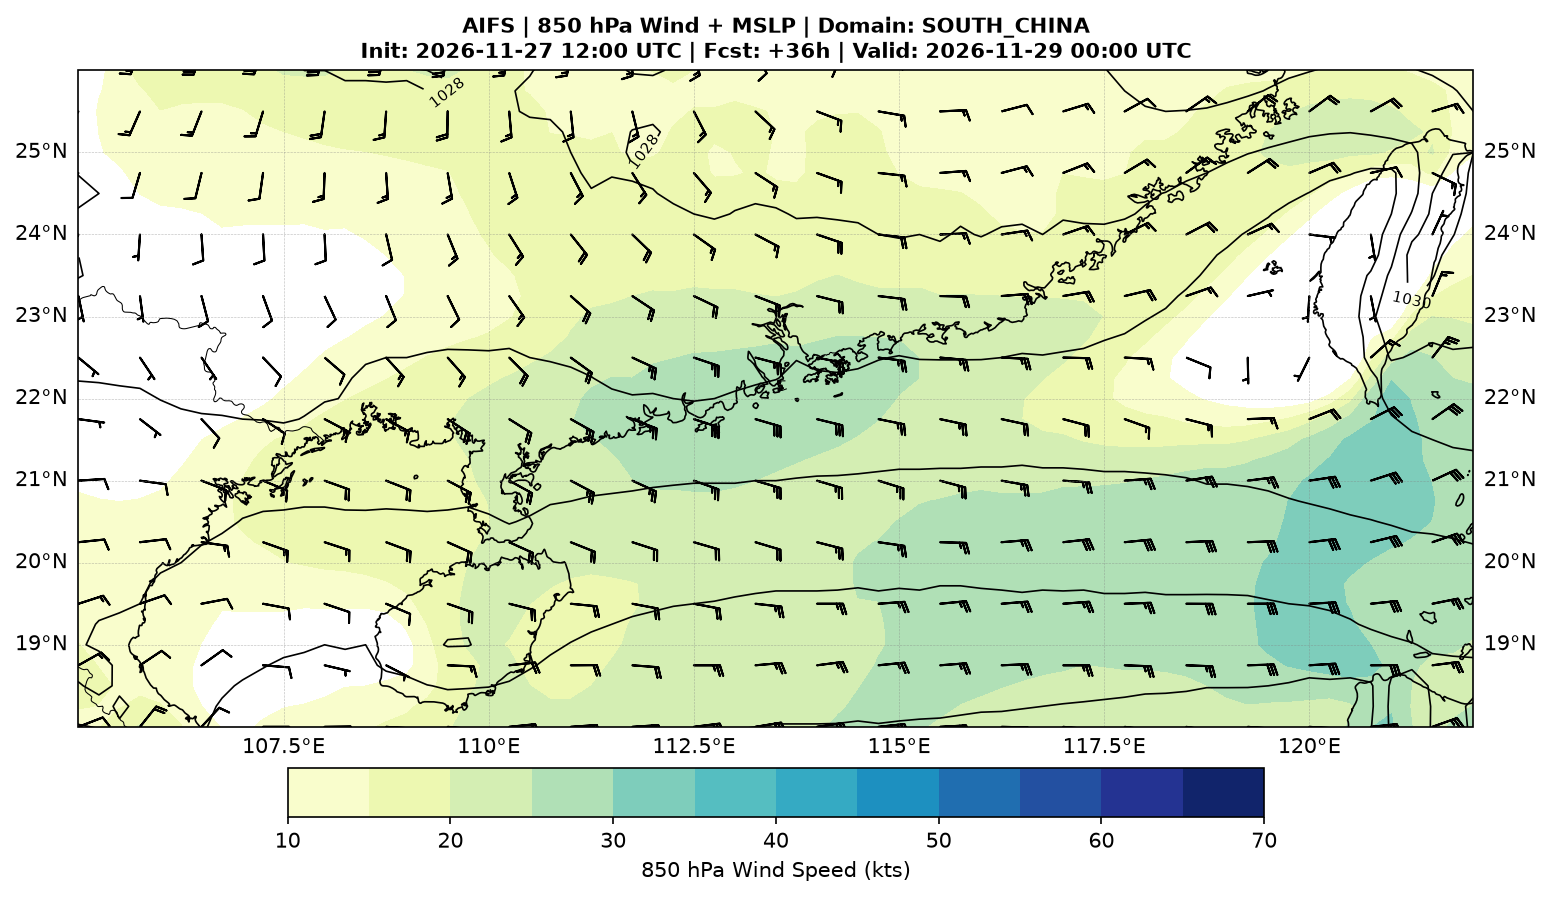 AIFS | 850 hPa Wind + MSLP | Domain: SOUTH_CHINA
Init: 2026-11-27 12:00 UTC | Fcst: +36h | Valid: 2026-11-29 00:00 UTC
1028
1028
25°N 25°N
24°N 24°N
1030
23°N 23°N
22°N 22°N
21°N 21°N
20°N 20°N
19°N 19°N
107.5°E 110°E 112.5°E 115°E 117.5°E 120°E
10 20 30 40 50 60 70
850 hPa Wind Speed (kts)